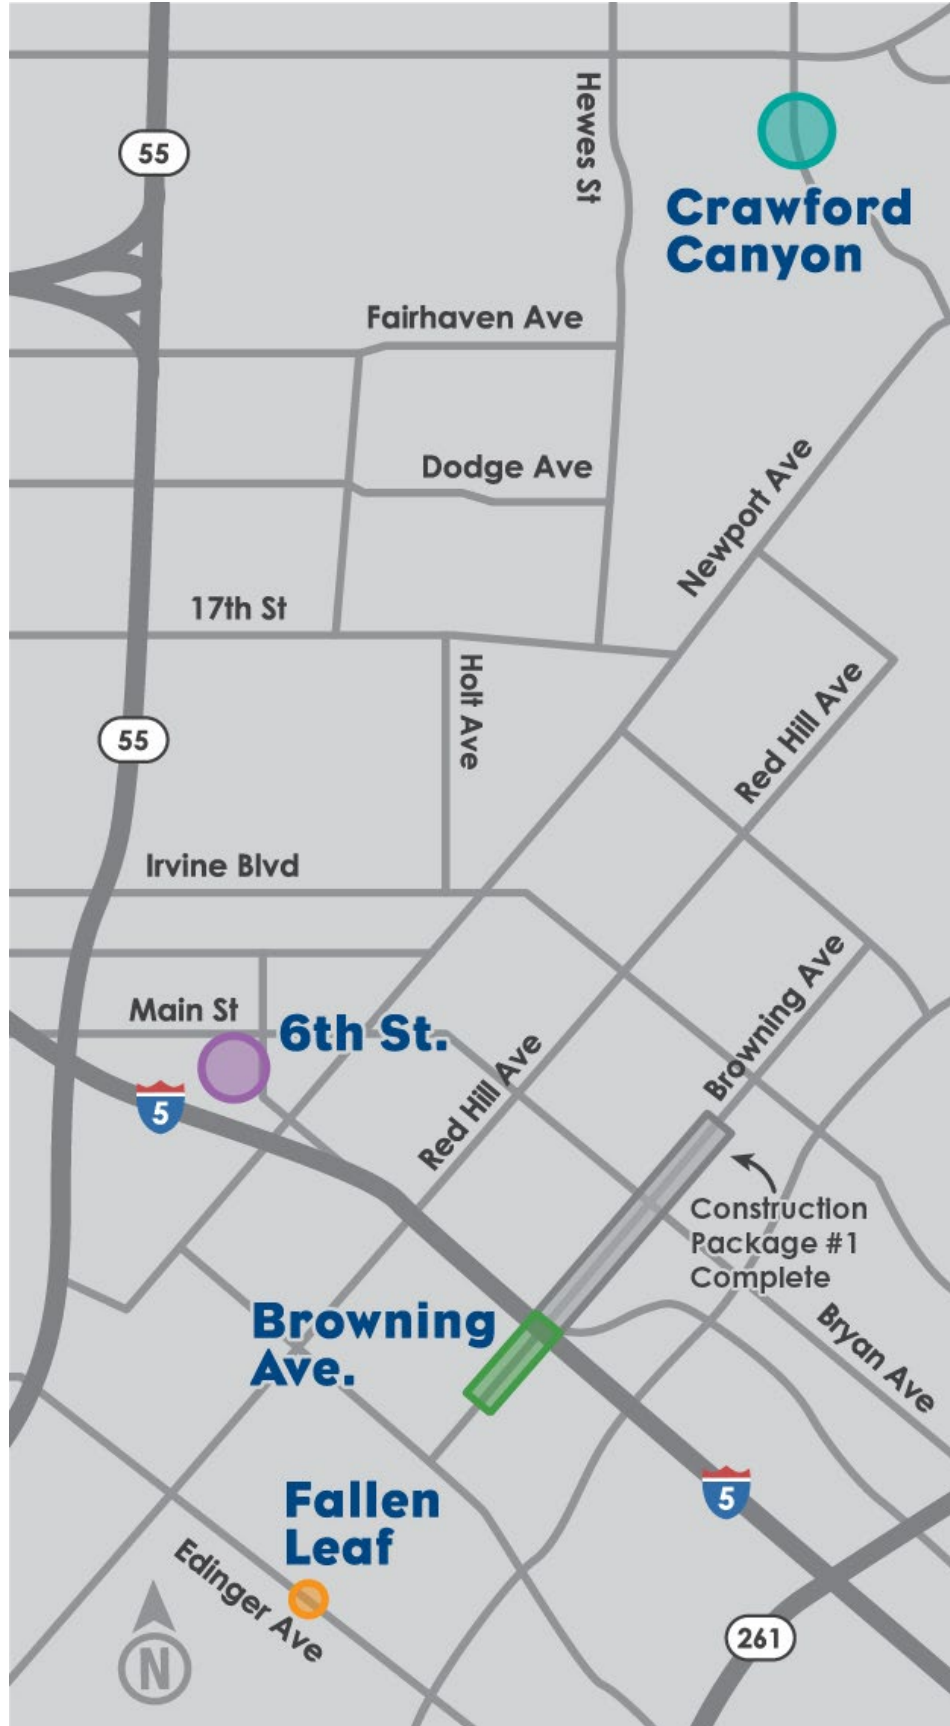 55
Hewes St
Crawford
Canyon
Fairhaven Ave
Dodge Ave
Newport Ave
17th St
Holt Ave
Red Hill Ave
55
Irvine Blvd
Browning Ave
Main St
6th St.
Red Hill Ave
5
Construction
Package #1
Complete
Browning
Ave.
Bryan Ave
Fallen
Leaf
5
Edinger Ave
261
N